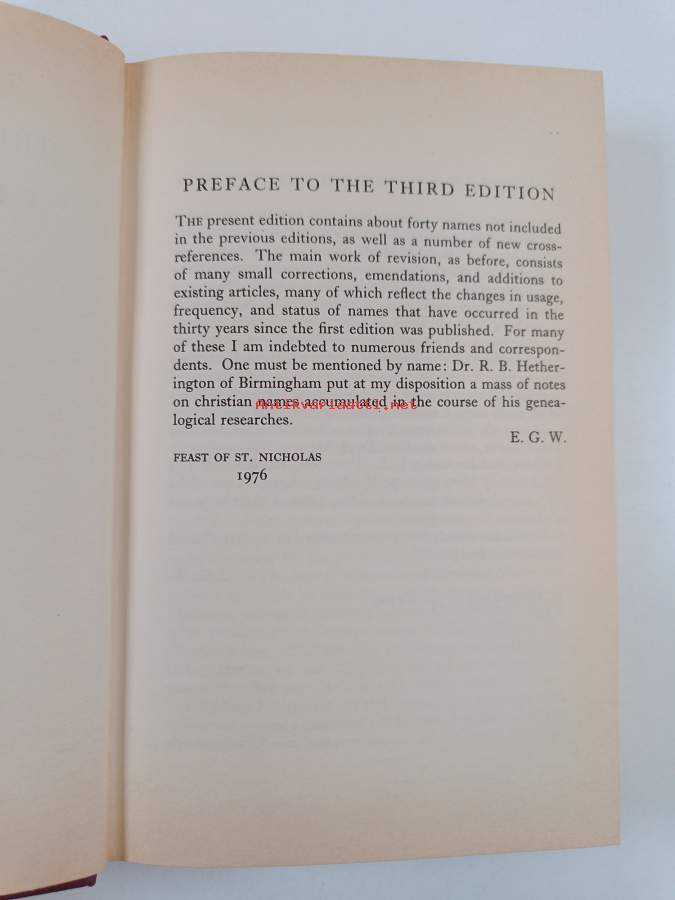 PREFACE TO THE THIRD EDITION
THE present edition contains about forty names not included
in the previous editions, as well as a number of new cross-
references. The main work of revision, as before, consists
of many small corrections, emendations, and additions to
existing articles, many of which reflect the changes in usage,
frequency, and status of names that have occurred in the
thirty years since the first edition was published. For many
of these I am indebted to numerous friends and correspon-
dents. One must be mentioned by name: Dr. R. B. Hether-
ington of Birmingham put at my disposition a mass of notes
on christian names accumulated in the course of his genea-
Antikvariaatti.net
logical researches.
E. G. W.
FEAST OF ST. NICHOLAS
1976